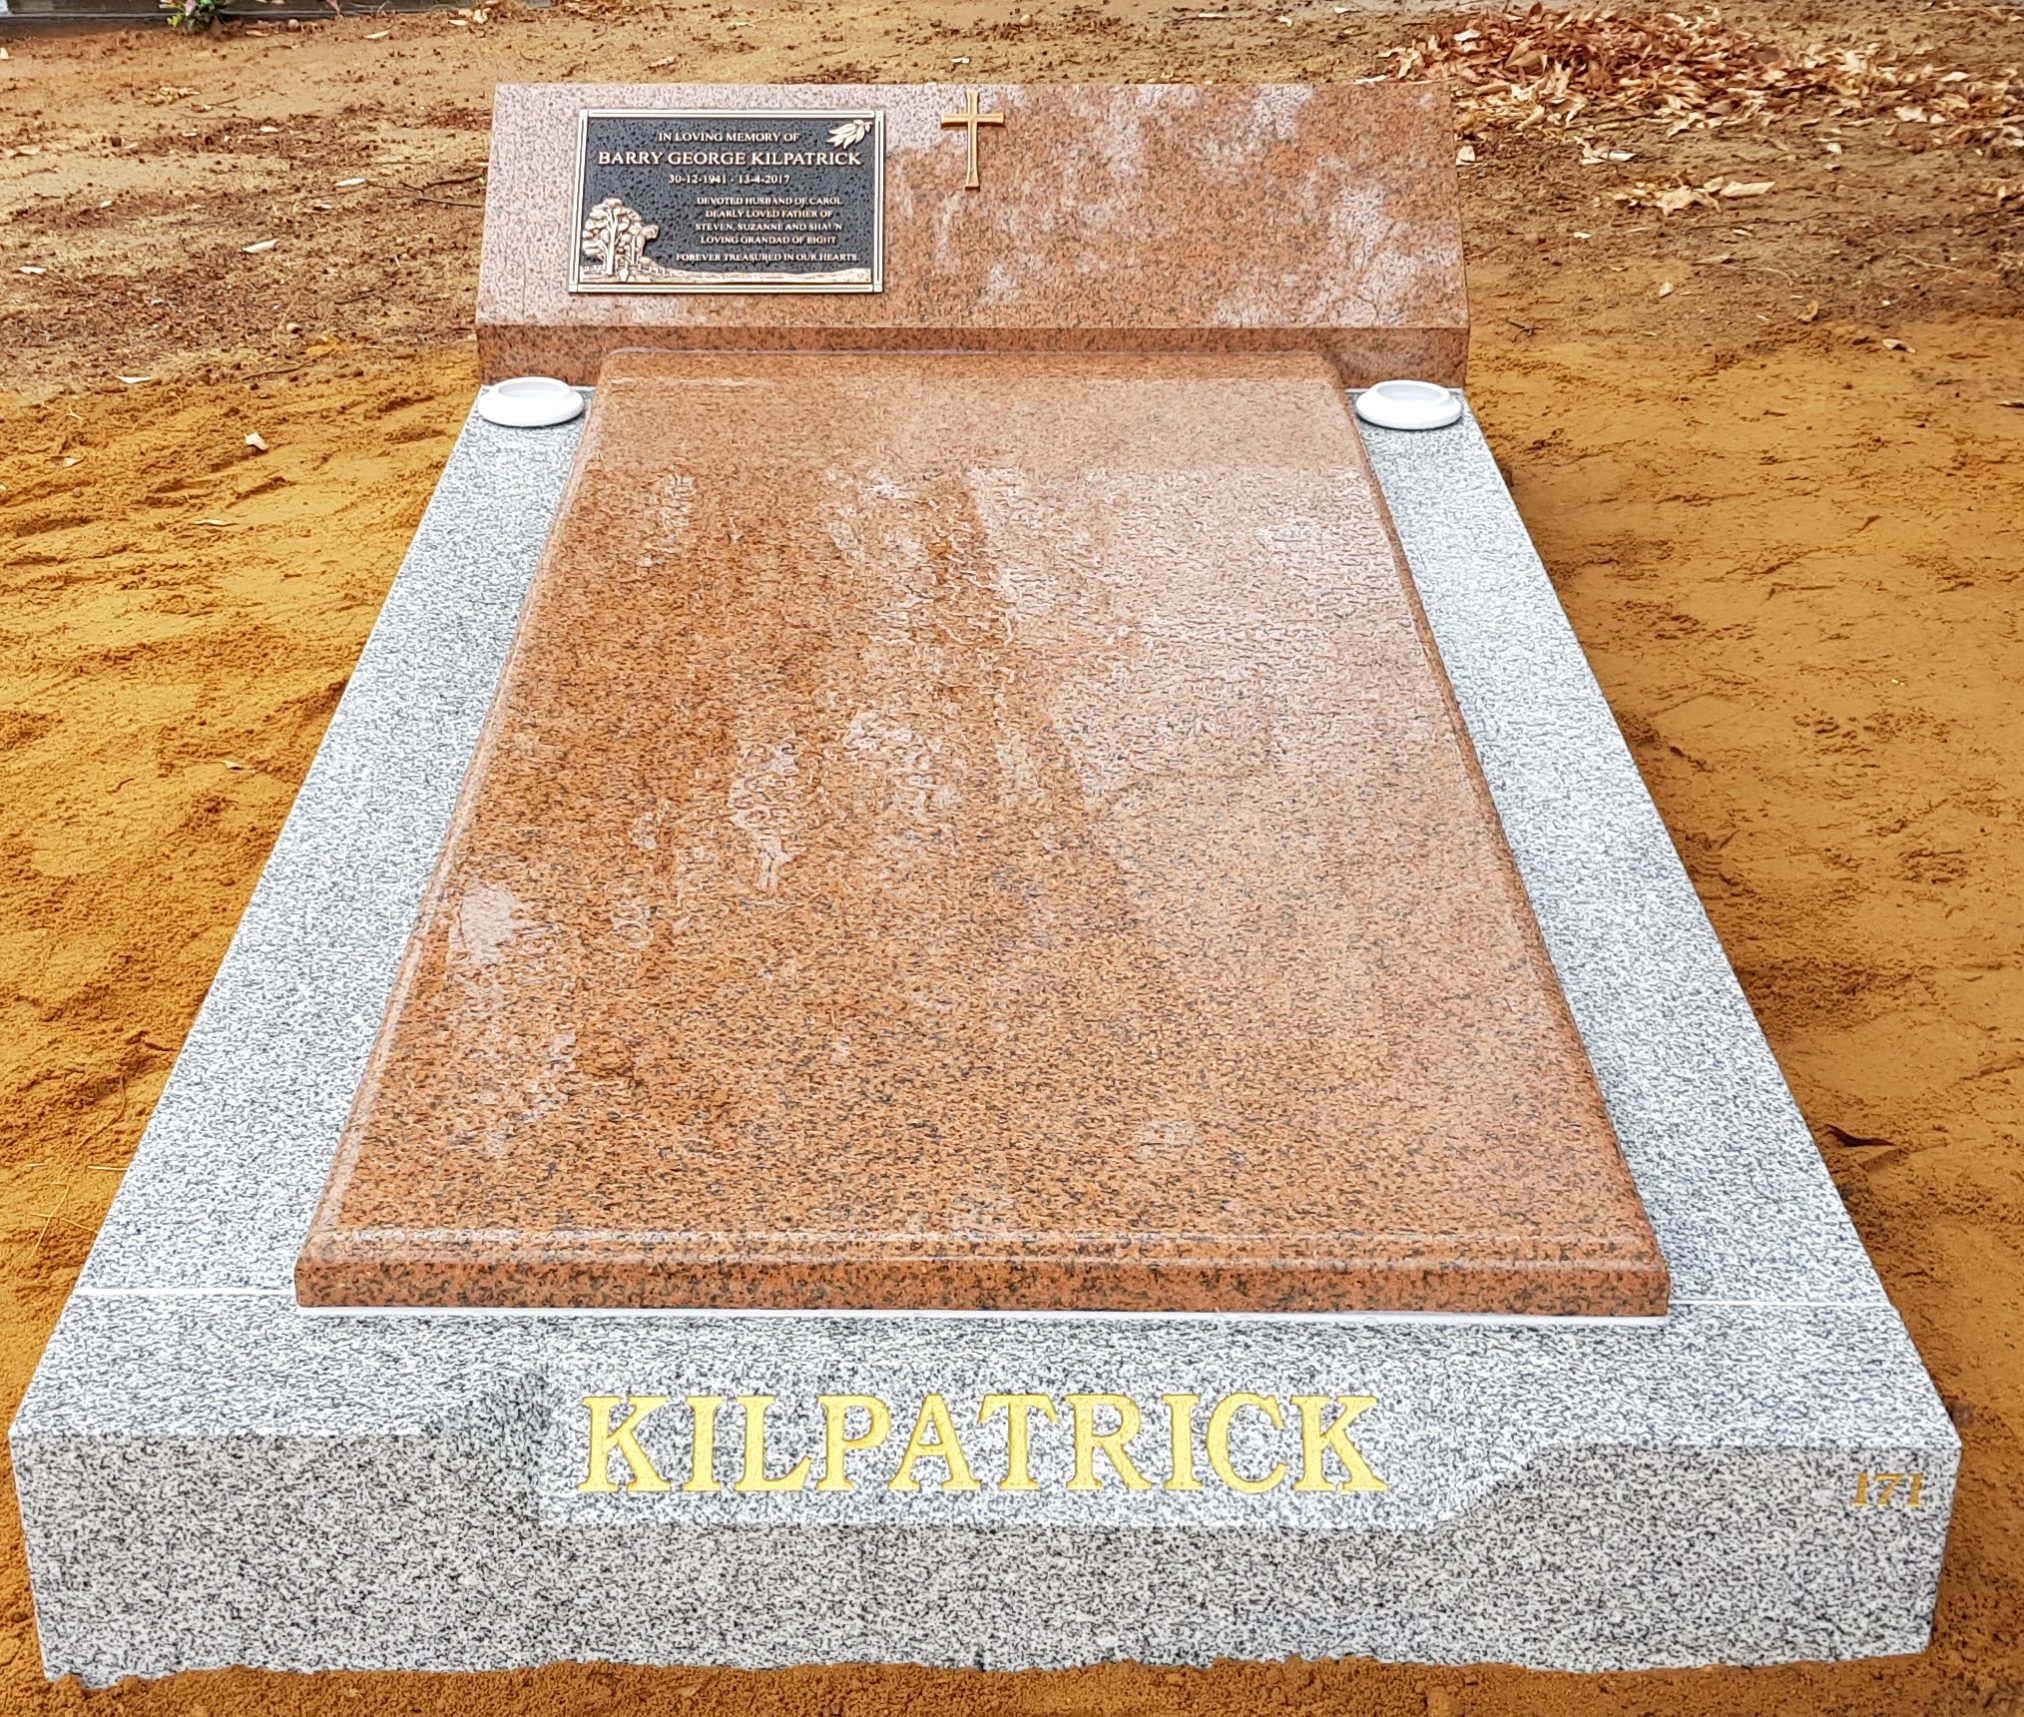 IN LOVING MEMORY OF
BARRY GEORGE KILPATRICK
30-12-1941 - 13-4-2017
DEVOTED HUSBAND OF CAROL
DEARLY LOVED FATHER OF
STEVEN, SUZANNE AND SHAUN
LOVING GRANDAD OF EIGHT
FOREVER TREASURED IN OUR HEARTS.
KILPATRICK
171